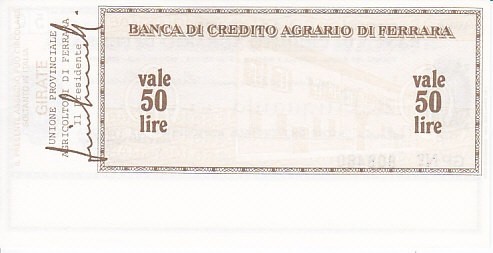 BANCA DI CREDITO AGRARIO DI FERRARA
vale
50
lire
vale
50
lire
UNIONE PROVINCIALE
AGRICOLTORI DI FERRARA
il presidente